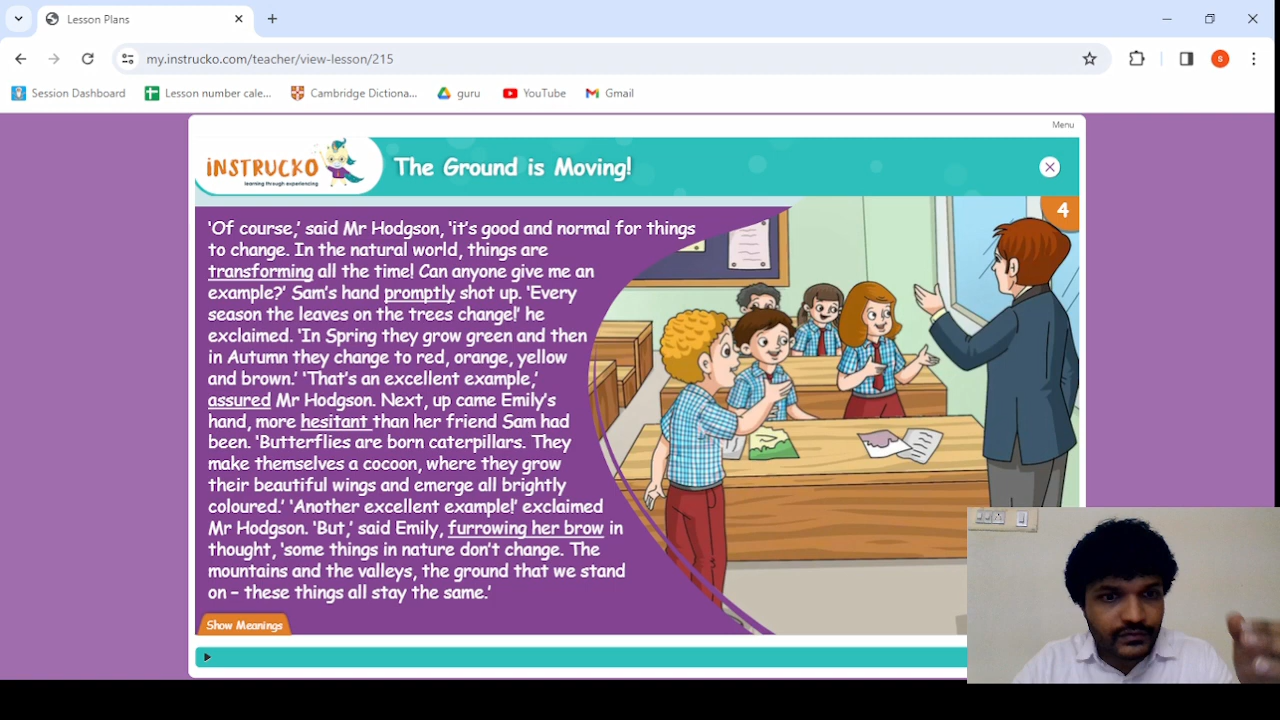 Lesson Plans
my.instrucko.com/teacher/view-lesson/215
S
Session Dashboard
Lesson number cale...
Cambridge Dictiona...
guru
YouTube
Gmail
Menu
iNSTRUCKO
learning through experiencing
The Ground is Moving!
4
'Of course,' said Mr Hodgson, 'it's good and normal for things
to change. In the natural world, things are
transforming all the time! Can anyone give me an
example?' Sam's hand promptly shot up. 'Every
season the leaves on the trees change!' he
exclaimed. 'In Spring they grow green and then
in Autumn they change to red, orange, yellow
and brown.' 'That's an excellent example,'
assured Mr Hodgson. Next, up came Emily's
hand, more hesitant than her friend Sam had
been. 'Butterflies are born caterpillars. They
make themselves a cocoon, where they grow
their beautiful wings and emerge all brightly
coloured.' 'Another excellent example!' exclaimed
Mr Hodgson. 'But,' said Emily, furrowing her brow in
thought, 'some things in nature don't change. The
mountains and the valleys, the ground that we stand
on – these things all stay the same.'
Show Meanings